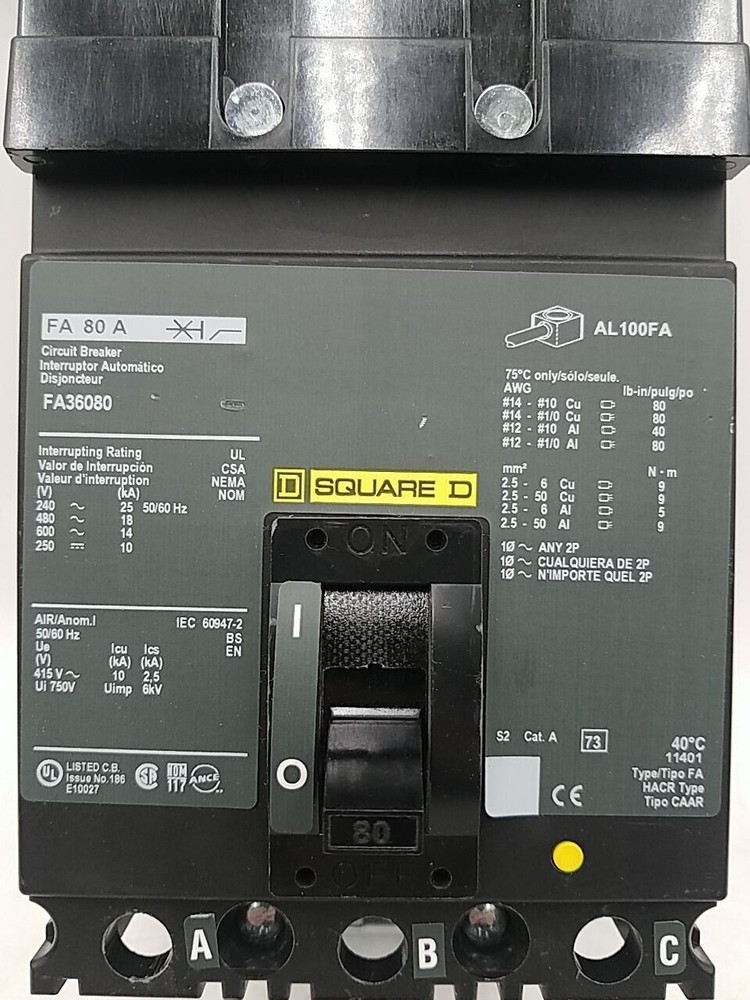 FA 80 A
Circuit Breaker
Interruptor Automático
Disjoncteur
FA36080
Interrupting Rating UL
Valor de Interrupción CSA
Valeur d'interruption NEMA
(V) (kA) NOM
240 ~ 25 50/60 Hz
480 ~ 18
600 ~ 14
250 ⎓ 10
AIR/Anom.I IEC 60947-2
50/60 Hz BS
Ue Icu Ics EN
(V) (kA) (kA)
415 V~ 10 2,5
Ui 750V Uimp 6kV
UL LISTED C.B.
Issue No.186
E10027
ANCE
AL100FA
75°C only/sólo/seule.
AWG lb-in/pulg/po
#14 - #10 Cu 80
#14 - #1/0 Cu 80
#12 - #10 Al 40
#12 - #1/0 Al 80
mm² N - m
2.5 - 6 Cu 9
2.5 - 50 Cu 9
2.5 - 6 Al 5
2.5 - 50 Al 9
1Ø ~ ANY 2P
1Ø ~ CUALQUIERA DE 2P
1Ø ~ N'IMPORTE QUEL 2P
D SQUARE D
ON
I
O
80
OFF
S2 Cat. A 73 40°C
11401
Type/Tipo FA
HACR Type
Tipo CAAR
CE
A B C